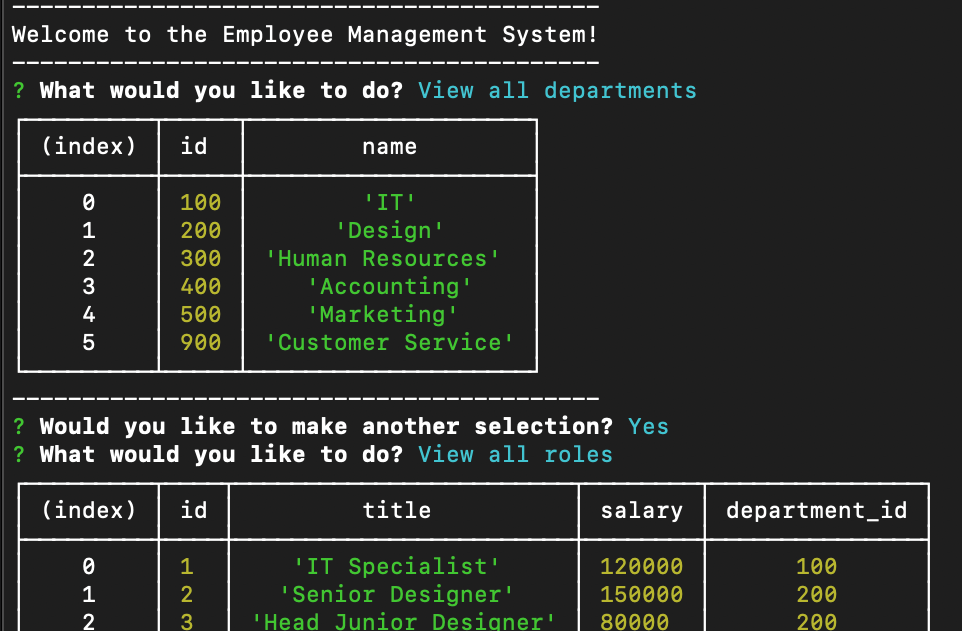 ------------------------------------------
Welcome to the Employee Management System!
------------------------------------------
? What would you like to do? View all departments
(index) id name
0 100 'IT'
1 200 'Design'
2 300 'Human Resources'
3 400 'Accounting'
4 500 'Marketing'
5 900 'Customer Service'
------------------------------------------
? Would you like to make another selection? Yes
? What would you like to do? View all roles
(index) id title salary department_id
0 1 'IT Specialist' 120000 100
1 2 'Senior Designer' 150000 200
2 3 'Head Junior Designer' 80000 200